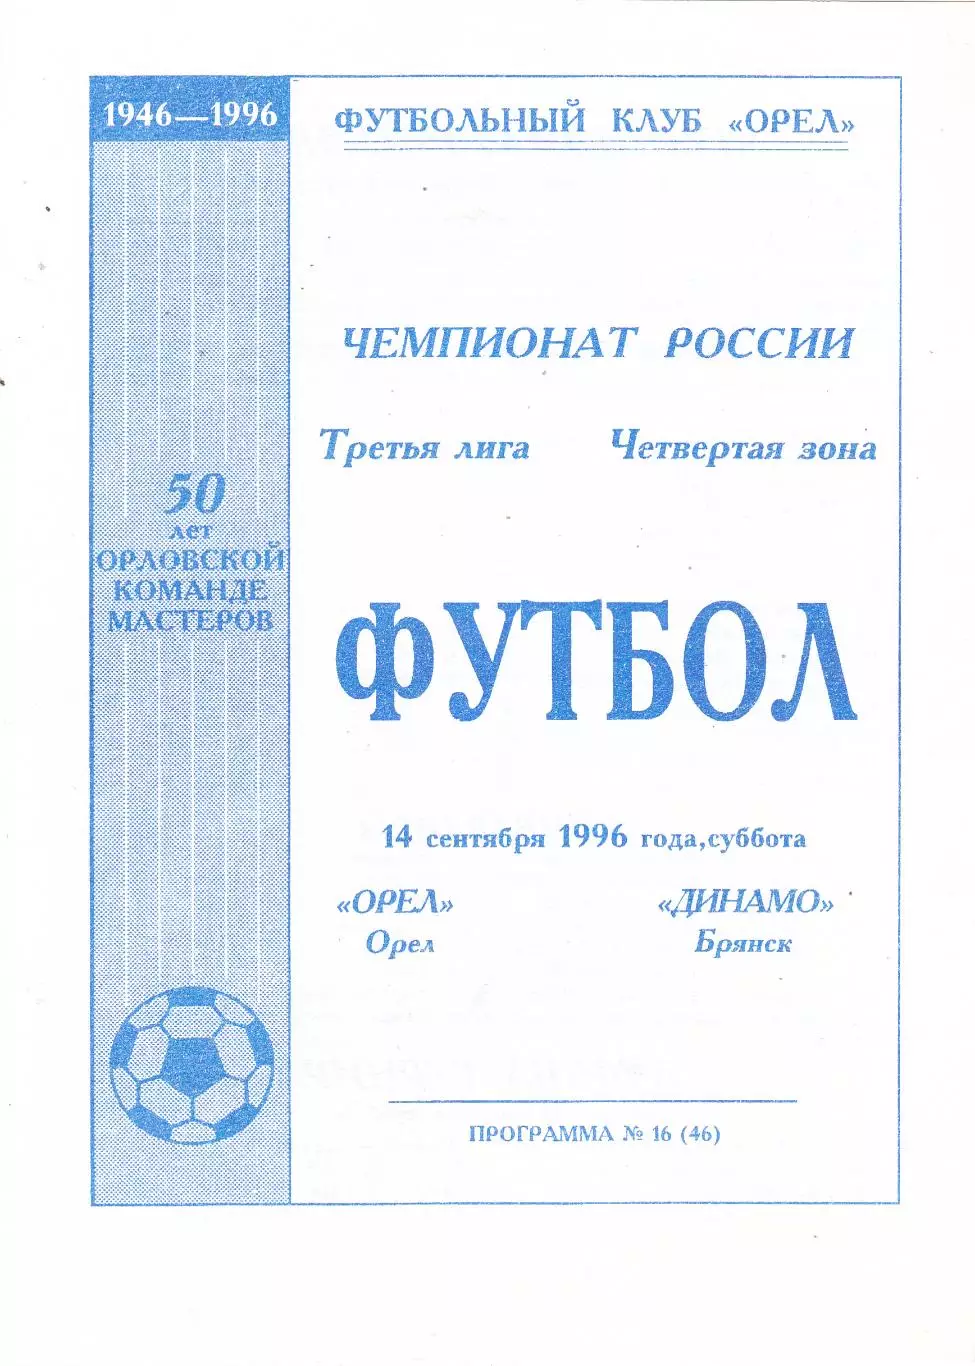 1946—1996
ФУТБОЛЬНЫЙ КЛУБ «ОРЕЛ»
ЧЕМПИОНАТ РОССИИ
Третья лига Четвертая зона
50
лет
ОРЛОВСКОЙ
КОМАНДЕ
МАСТЕРОВ
ФУТБОЛ
14 сентября 1996 года,суббота
«ОРЕЛ» «ДИНАМО»
Орел Брянск
ПРОГРАММА № 16 (46)